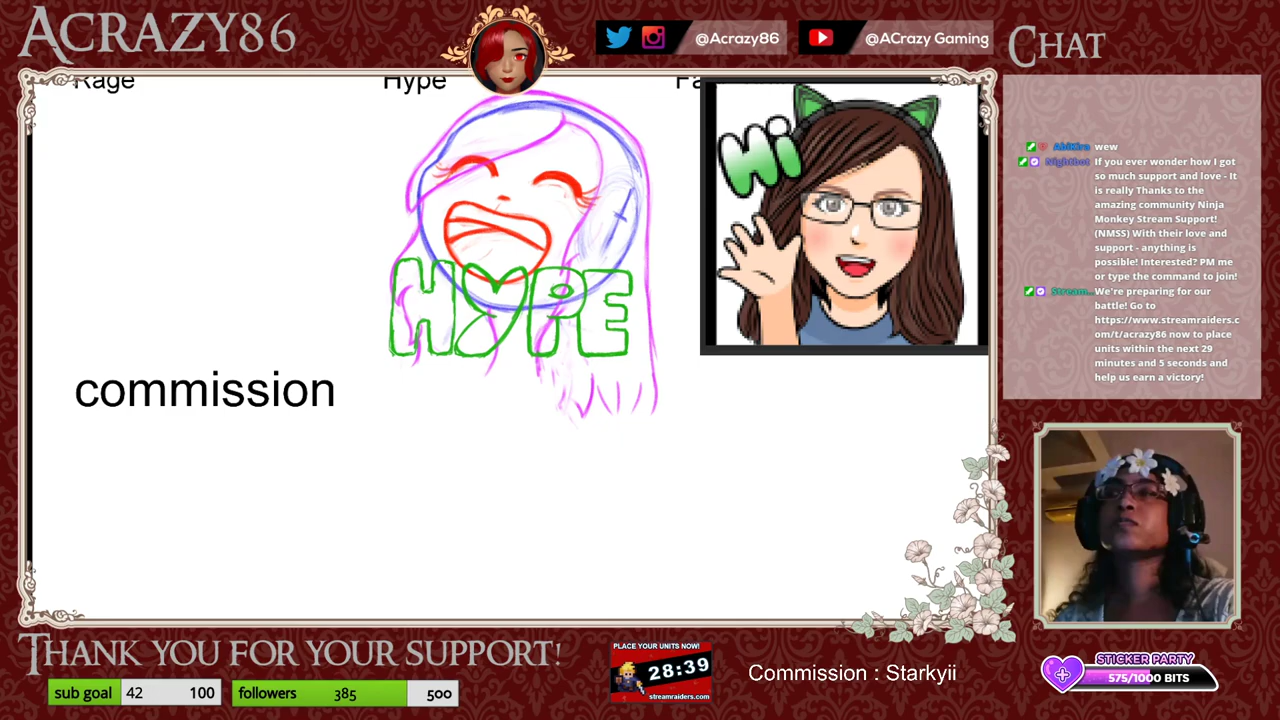 ACRAZY86
@Acrazy86
@ACrazy Gaming
CHAT
Rage
Hype
Fa
Hi
HYPE
commission
AbiKira wew
Nightbot If you ever wonder how I got
so much support and love - It
is really Thanks to the
amazing community Ninja
Monkey Stream Support!
(NMSS) With their love and
support - anything is
possible! Interested? PM me
or type the command to join!
Stream... We're preparing for our
battle! Go to
https://www.streamraiders.c
om/t/acrazy86 now to place
units within the next 29
minutes and 5 seconds and
help us earn a victory!
THANK YOU FOR YOUR SUPPORT!
sub goal 42 100
followers 385 500
PLACE YOUR UNITS NOW!
28:39
streamraiders.com
Commission : Starkyii
STICKER PARTY
575/1000 BITS